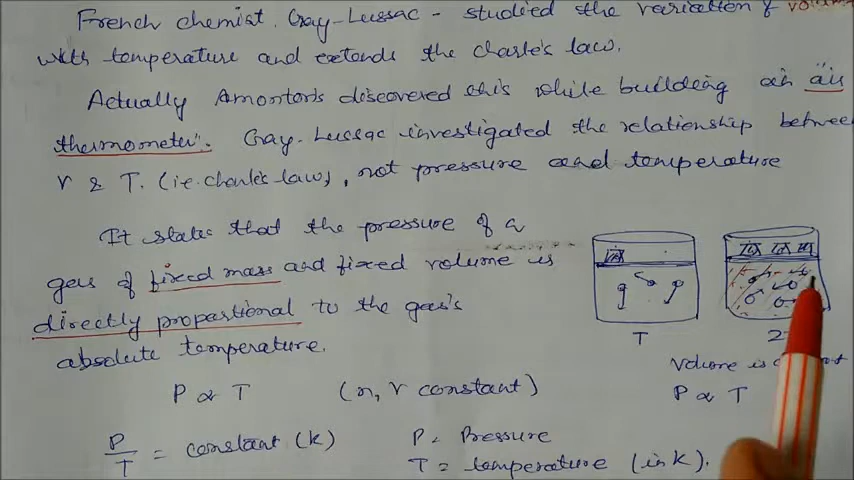 French chemist. Gay-Lussac - studied the variation of volume
with temperature and extends the charle's law.
Actually Amontons discovered this while building an "air
thermometer". Gay-Lussac investigated the relationship between
V & T. (i.e. charle's law), not pressure and temperature
It states that the pressure of a
gas of fixed mass and fixed volume is
directly propostional to the gas's
absolute temperature.
T
2
volume is
P ∝ T (n, v constant)
P ∝ T
P/T = constant (k)
P = Pressure
T = temperature (in k).